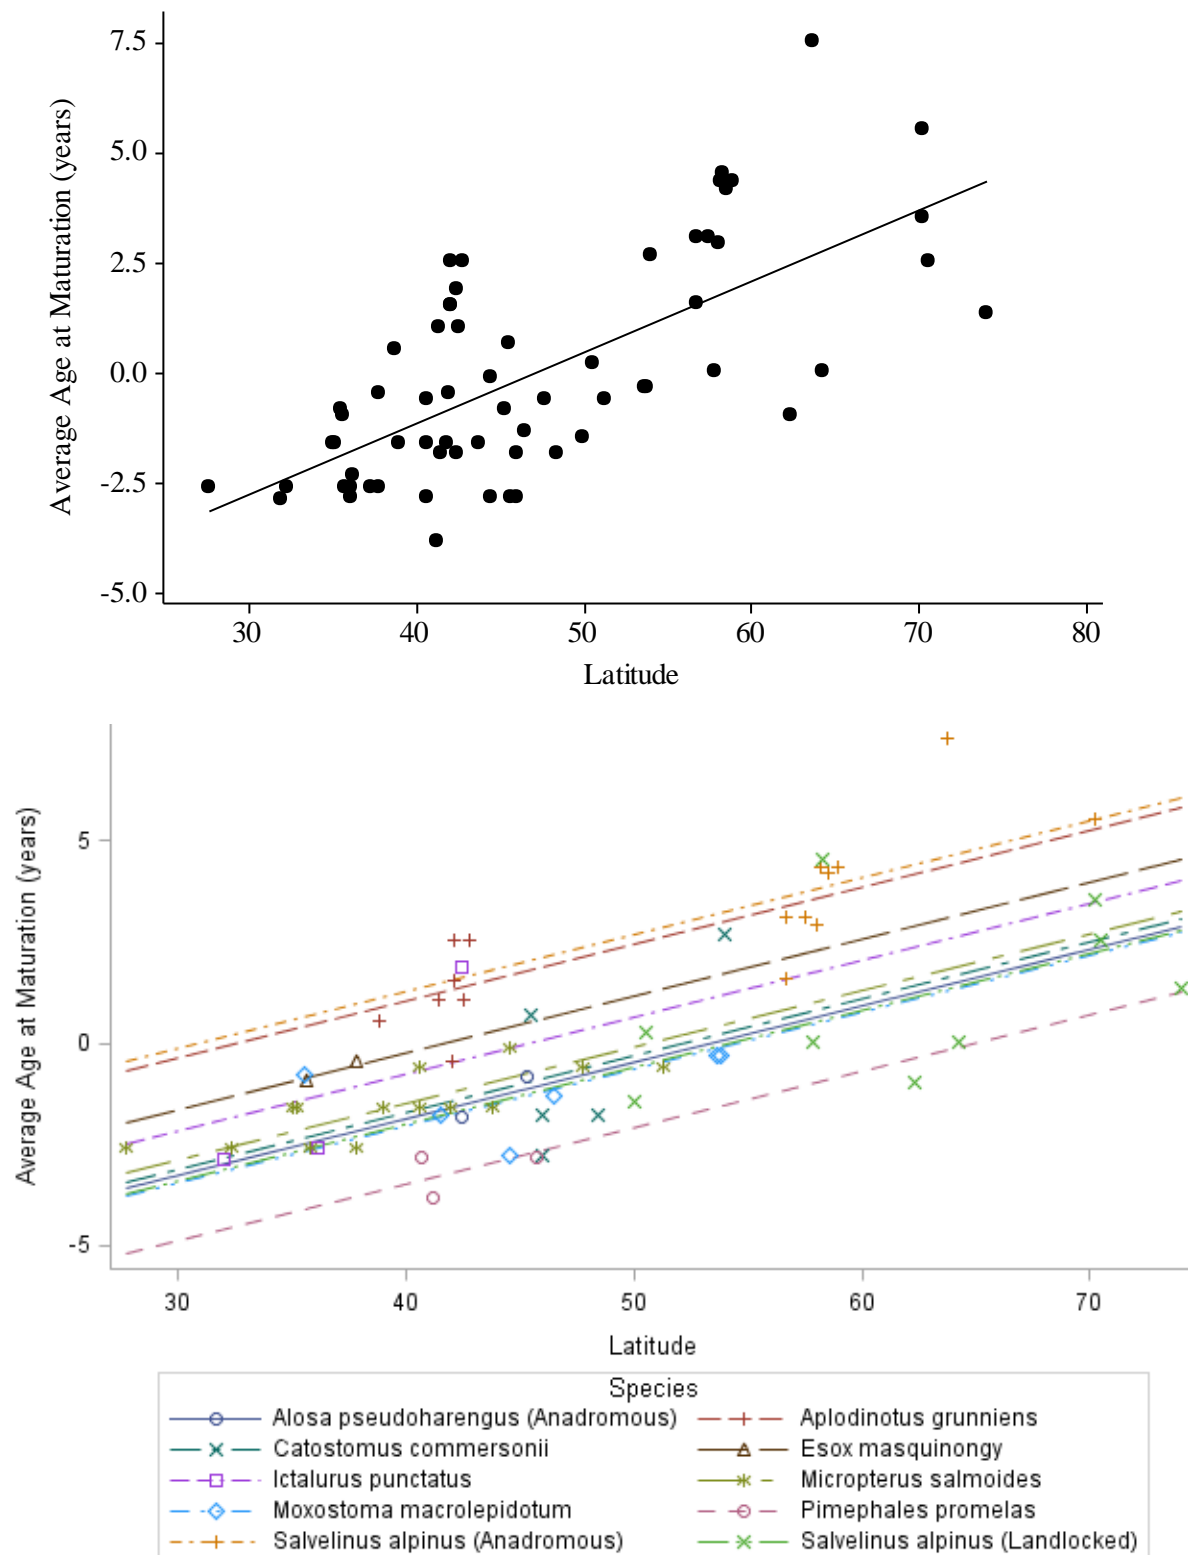 7.5
5.0
2.5
0.0
-2.5
-5.0
Average Age at Maturation (years)
30 40 50 60 70 80
Latitude
5
0
-5
Average Age at Maturation (years)
30 40 50 60 70
Latitude
Species
Alosa pseudoharengus (Anadromous) Aplodinotus grunniens
Catostomus commersonii Esox masquinongy
Ictalurus punctatus Micropterus salmoides
Moxostoma macrolepidotum Pimephales promelas
Salvelinus alpinus (Anadromous) Salvelinus alpinus (Landlocked)